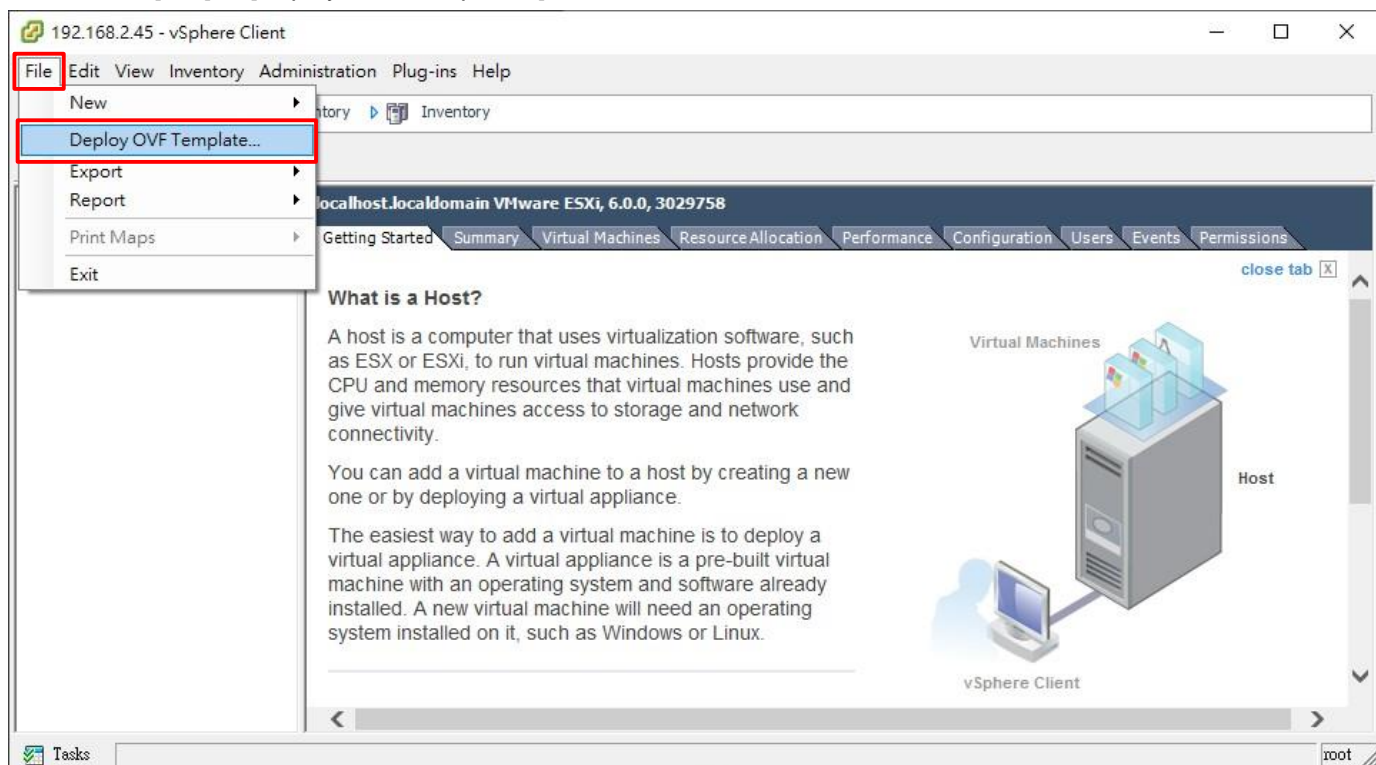 192.168.2.45 - vSphere Client
File Edit View Inventory Administration Plug-ins Help
New
Inventory
Deploy OVF Template...
Export
Report
Print Maps
Exit
localhost.localdomain VMware ESXi, 6.0.0, 3029758
Getting Started Summary Virtual Machines Resource Allocation Performance Configuration Users Events Permissions
close tab X
What is a Host?
A host is a computer that uses virtualization software, such
as ESX or ESXi, to run virtual machines. Hosts provide the
CPU and memory resources that virtual machines use and
give virtual machines access to storage and network
connectivity.
You can add a virtual machine to a host by creating a new
one or by deploying a virtual appliance.
The easiest way to add a virtual machine is to deploy a
virtual appliance. A virtual appliance is a pre-built virtual
machine with an operating system and software already
installed. A new virtual machine will need an operating
system installed on it, such as Windows or Linux.
Virtual Machines
Host
vSphere Client
Tasks
root